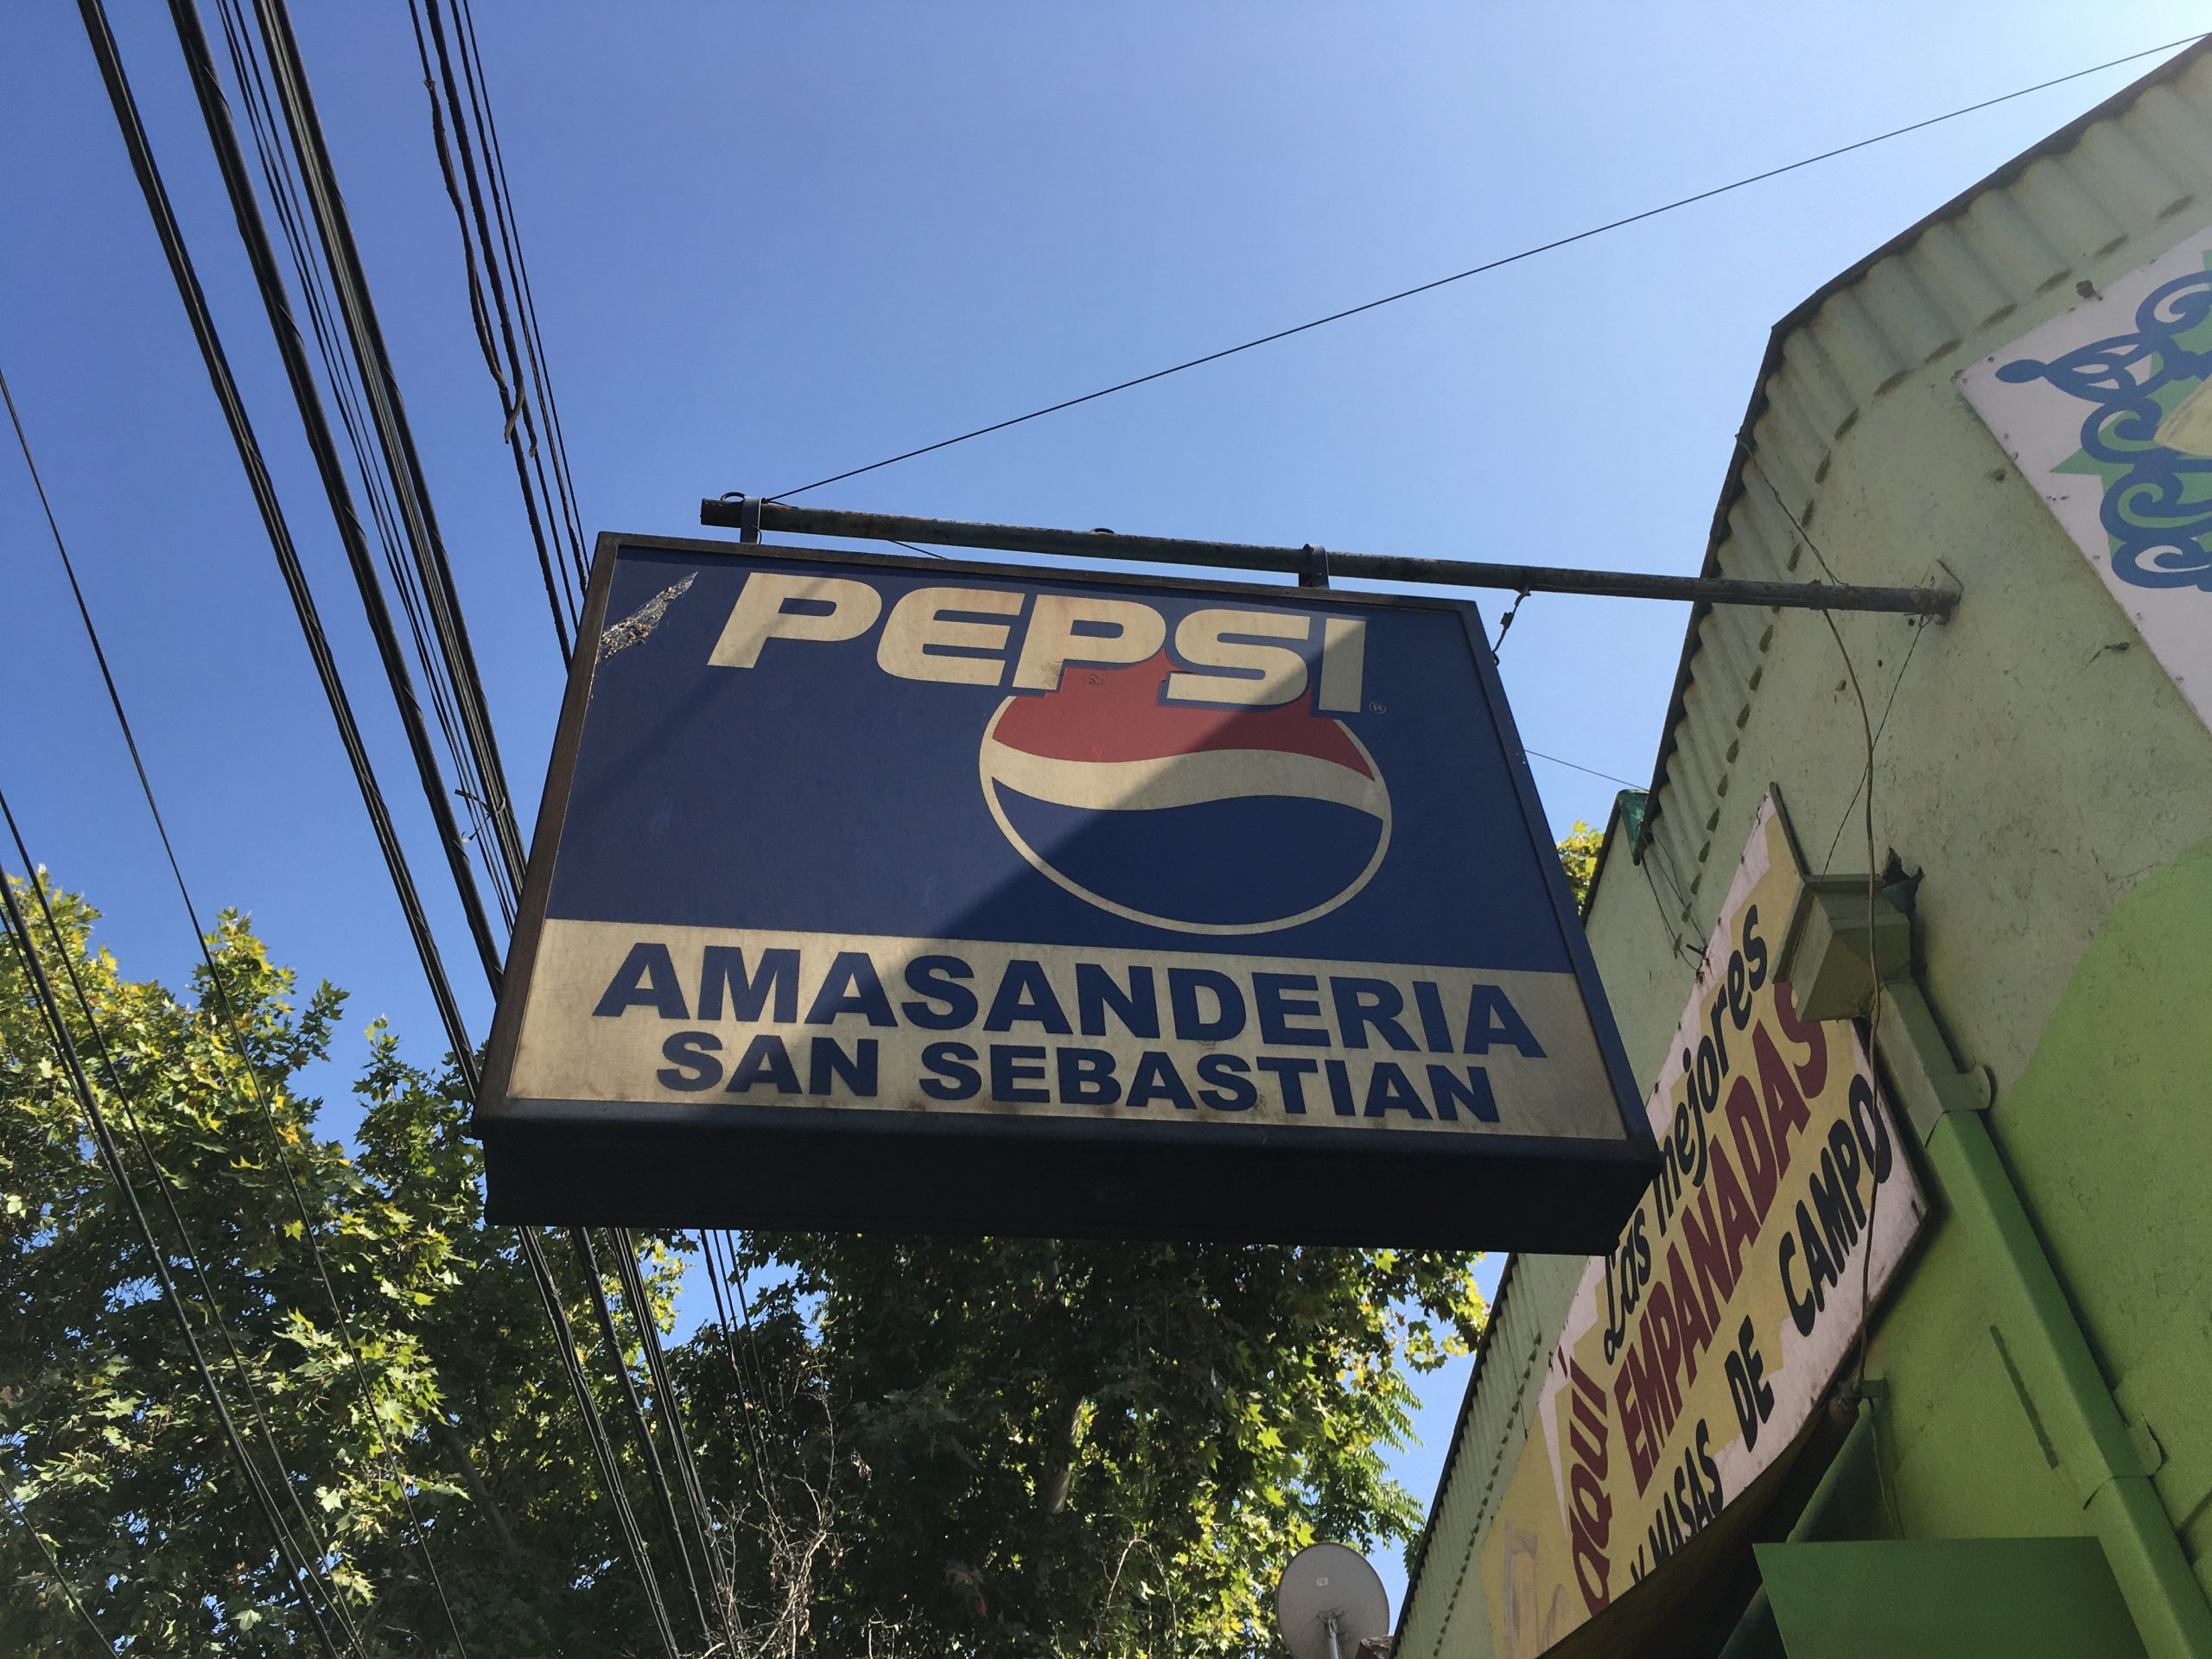 PEPSI
®
AMASANDERIA
SAN SEBASTIAN
AQUÍ
Las mejores
EMPANADAS
Y MASAS DE CAMPO